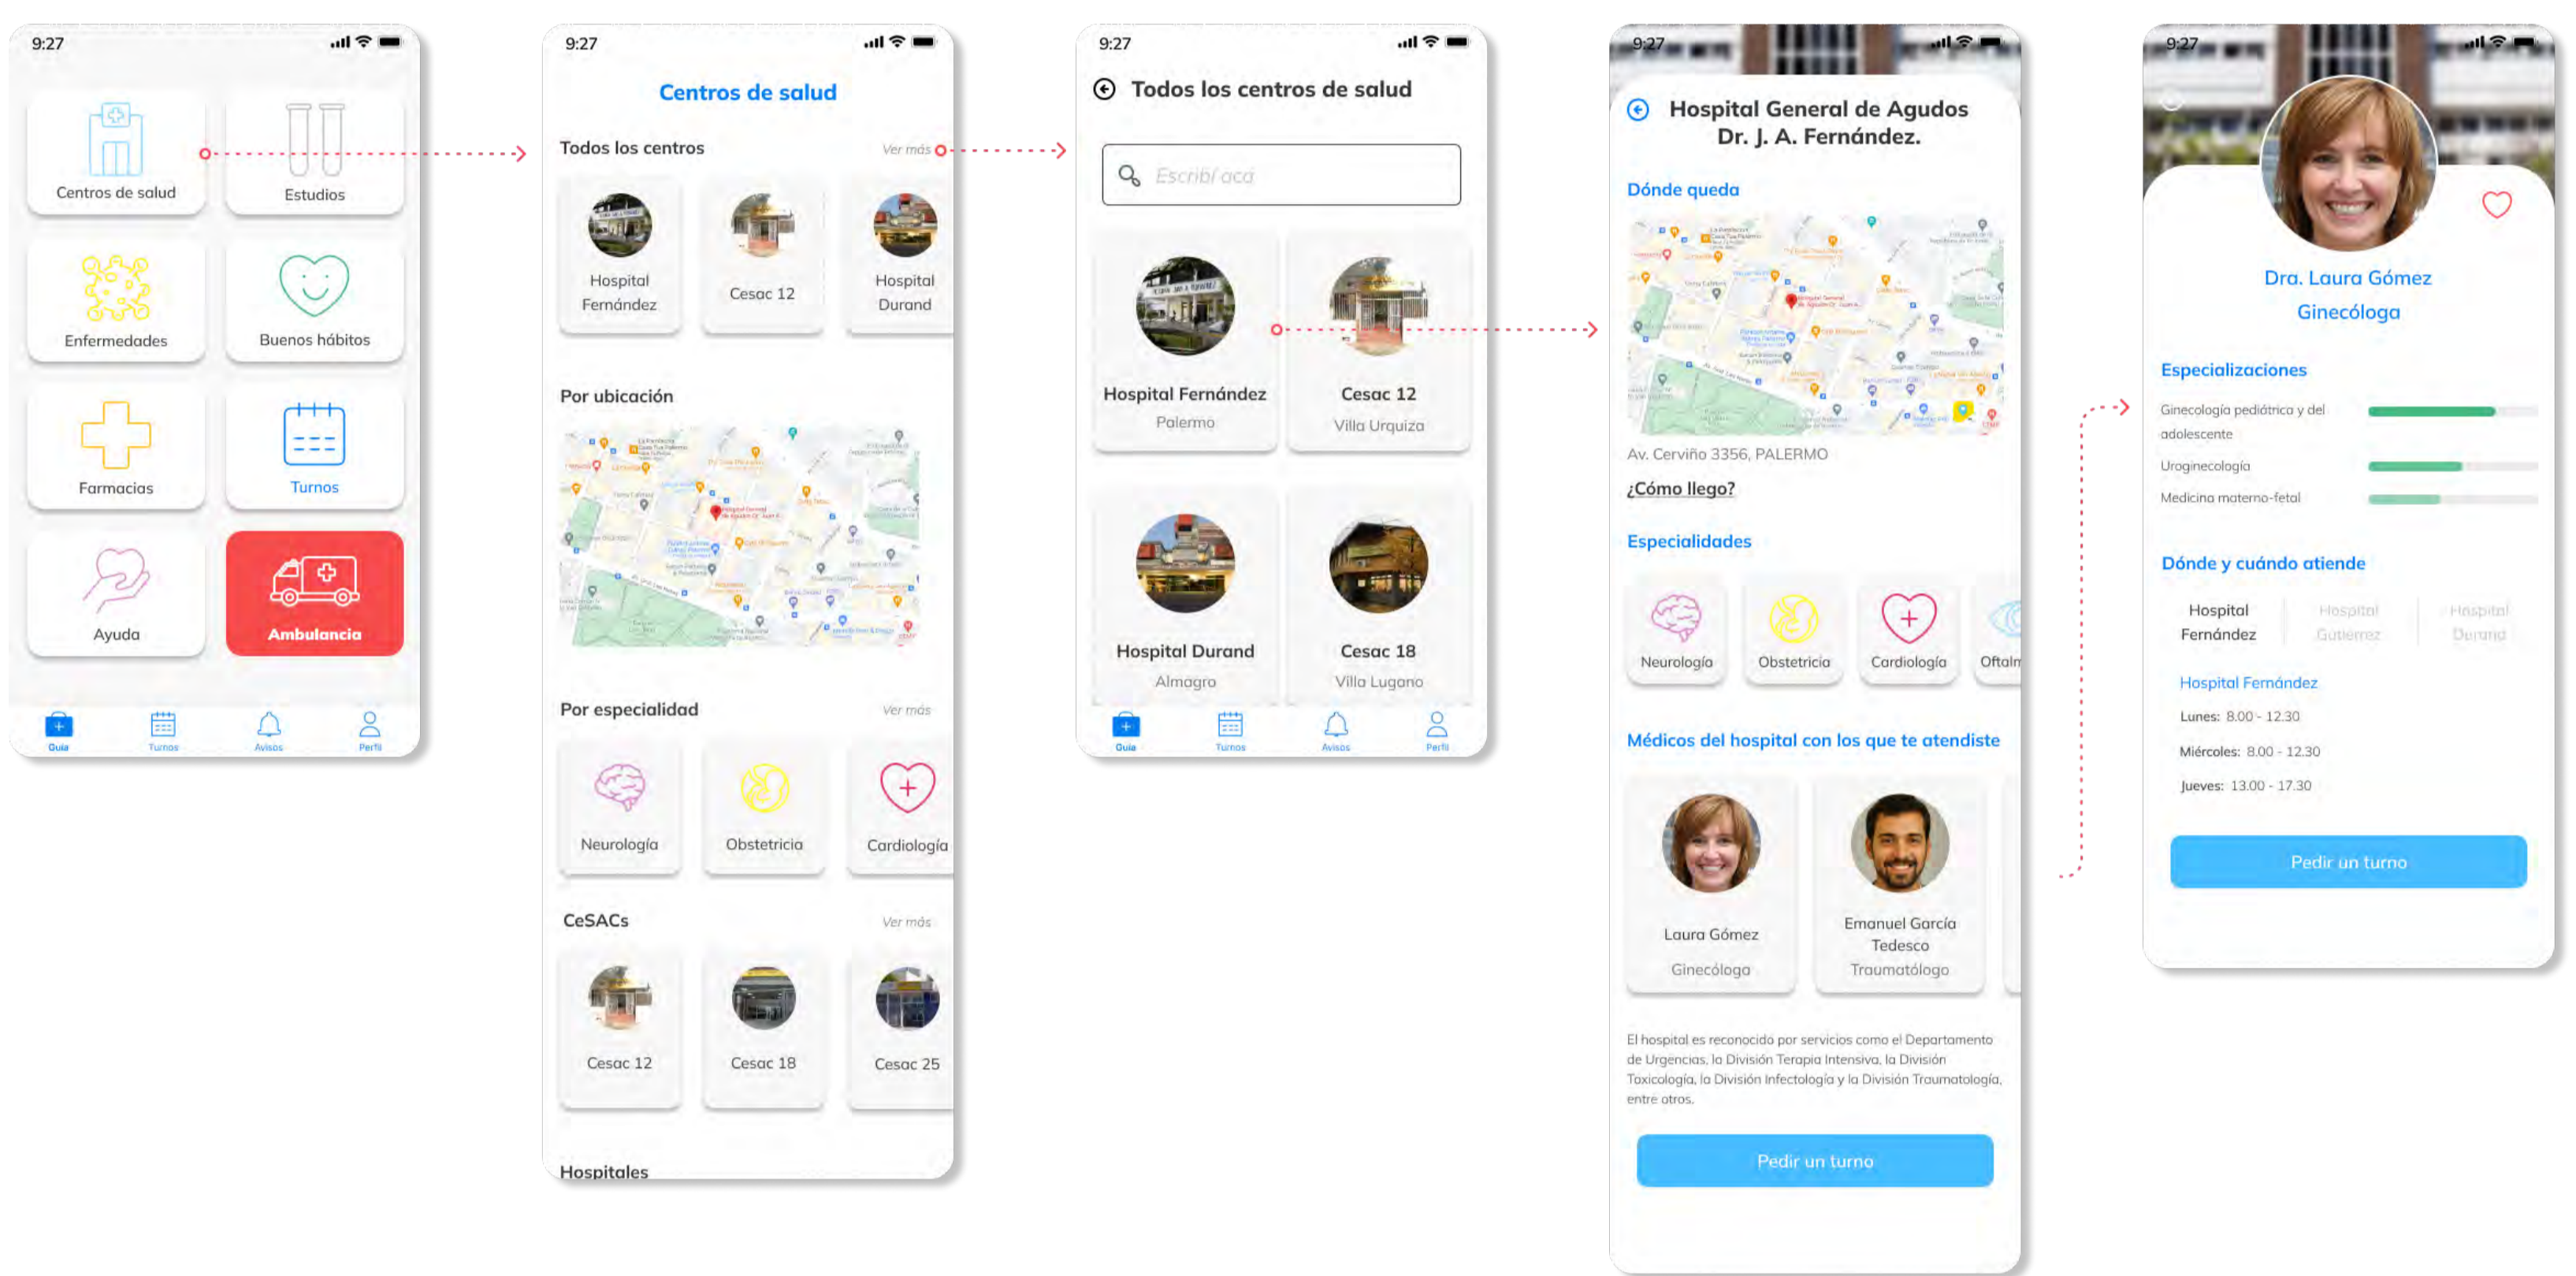 9:27
Centros de salud
Estudios
Enfermedades
Buenos hábitos
Farmacias
Turnos
Ayuda
Ambulancia
Guía
Turnos
Avisos
Perfil
9:27
Centros de salud
Todos los centros
Ver más
Hospital
Fernández
Cesac 12
Hospital
Durand
Por ubicación
Por especialidad
Ver más
Neurología
Obstetricia
Cardiología
CeSACs
Ver más
Cesac 12
Cesac 18
Cesac 25
Hospitales
9:27
Todos los centros de salud
Escribí acá
Hospital Fernández
Palermo
Cesac 12
Villa Urquiza
Hospital Durand
Almagro
Cesac 18
Villa Lugano
Guía
Turnos
Avisos
Perfil
9:27
Hospital General de Agudos
Dr. J. A. Fernández.
Dónde queda
Av. Cerviño 3356, PALERMO
¿Cómo llego?
Especialidades
Neurología
Obstetricia
Cardiología
Oftalm
Médicos del hospital con los que te atendiste
Laura Gómez
Ginecóloga
Emanuel García
Tedesco
Traumatólogo
El hospital es reconocido por servicios como el Departamento
de Urgencias, la División Terapia Intensiva, la División
Toxicología, la División Infectología y la División Traumatología,
entre otros.
Pedir un turno
9:27
Dra. Laura Gómez
Ginecóloga
Especializaciones
Ginecología pediátrica y del
adolescente
Uroginecología
Medicina materno-fetal
Dónde y cuándo atiende
Hospital
Fernández
Hospital
Gutiérrez
Hospital
Durand
Hospital Fernández
Lunes: 8.00 - 12.30
Miércoles: 8.00 - 12.30
Jueves: 13.00 - 17.30
Pedir un turno